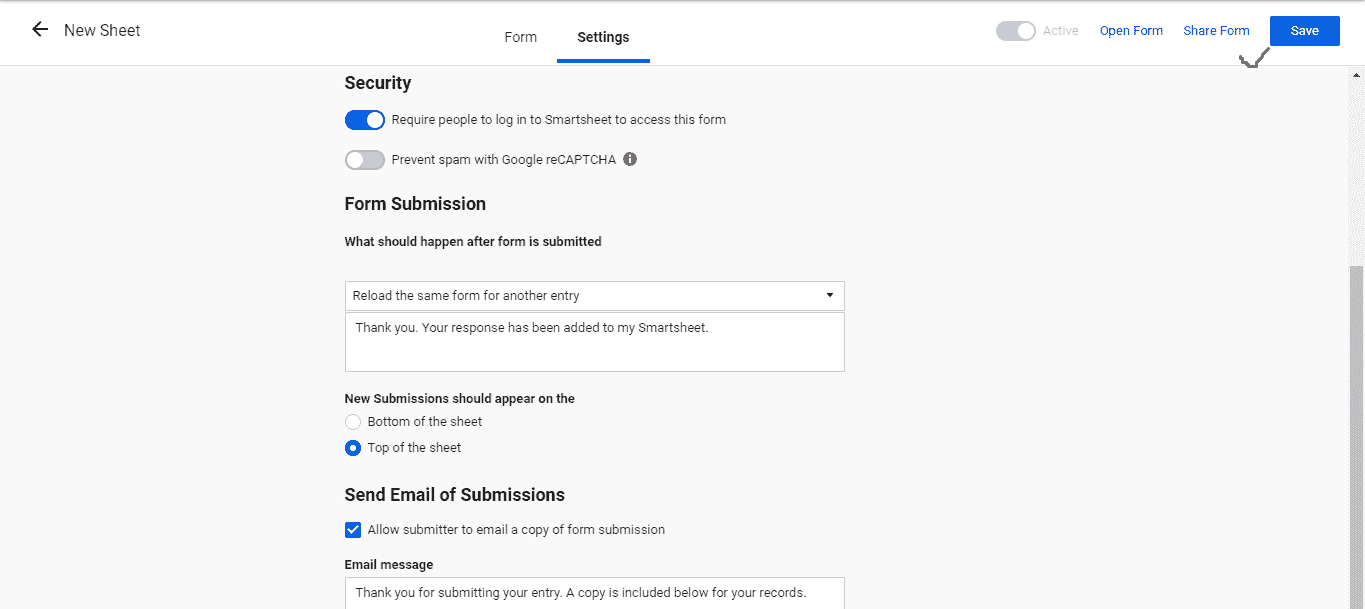 New Sheet
Form Settings
Active Open Form Share Form Save
Security
Require people to log in to Smartsheet to access this form
Prevent spam with Google reCAPTCHA
Form Submission
What should happen after form is submitted
Reload the same form for another entry
Thank you. Your response has been added to my Smartsheet.
New Submissions should appear on the
Bottom of the sheet
Top of the sheet
Send Email of Submissions
Allow submitter to email a copy of form submission
Email message
Thank you for submitting your entry. A copy is included below for your records.